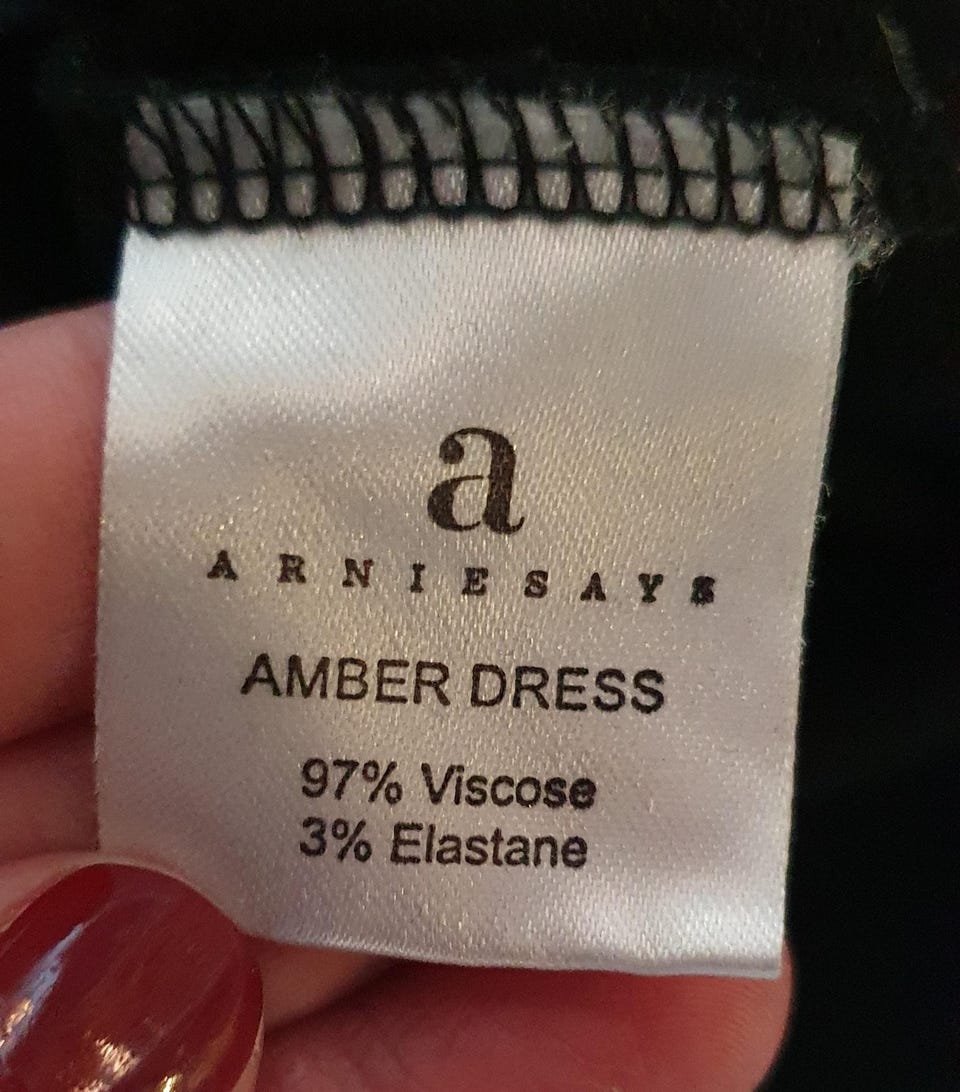 a
ARNIESAYS
AMBER DRESS
97% Viscose
3% Elastane